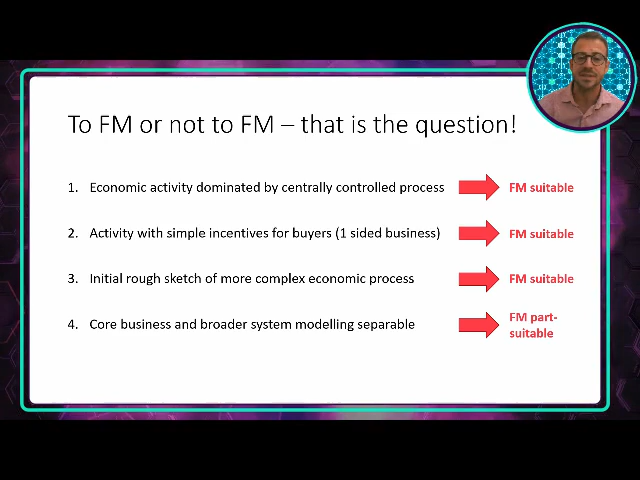 To FM or not to FM – that is the question!
1. Economic activity dominated by centrally controlled process
FM suitable
2. Activity with simple incentives for buyers (1 sided business)
FM suitable
3. Initial rough sketch of more complex economic process
FM suitable
4. Core business and broader system modelling separable
FM part-
suitable